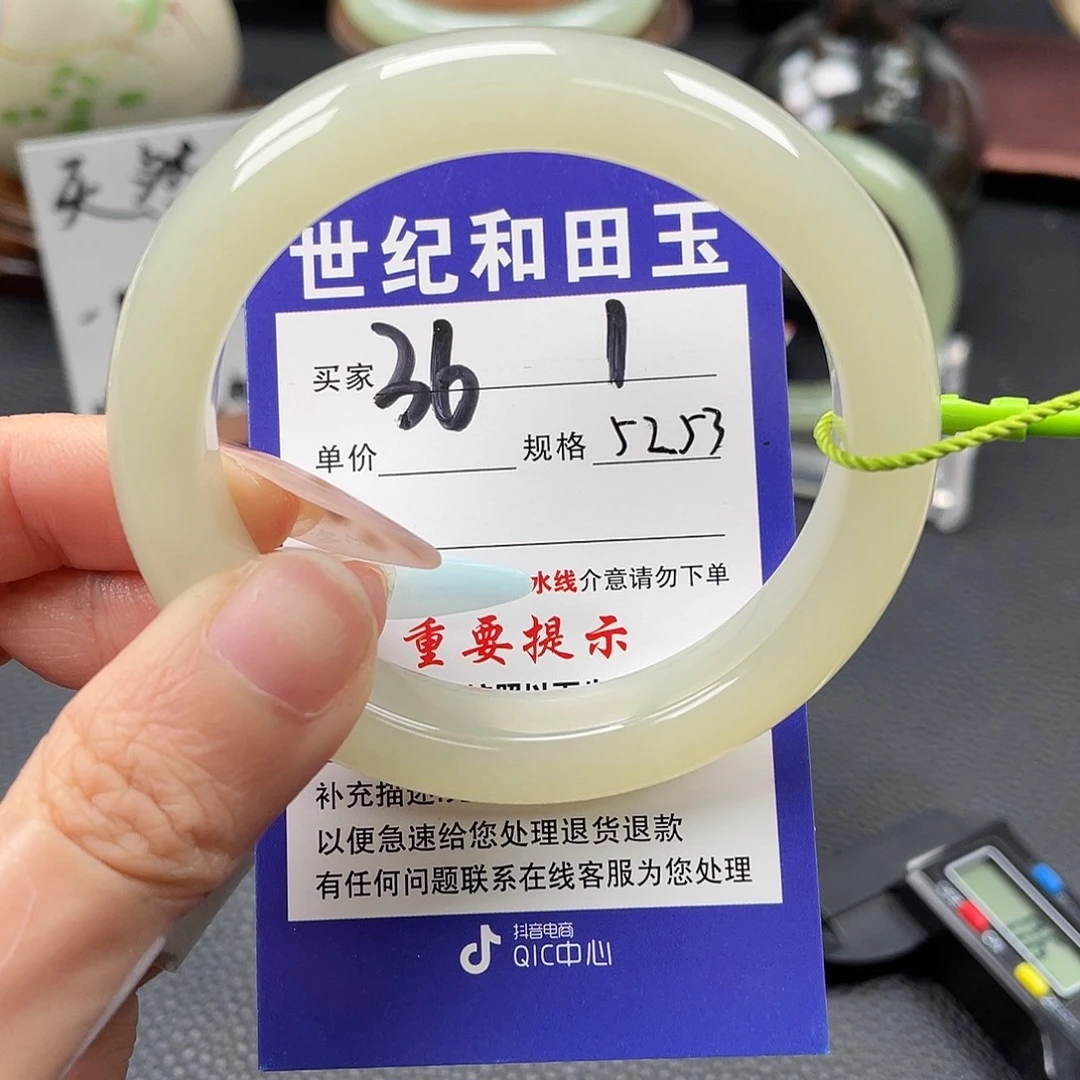 天然
世纪和田玉
买家 36 1
单价 规格 5253
水线介意请勿下单
重要提示
补充描述
以便急速给您处理退货退款
有任何问题联系在线客服为您处理
抖音电商
QIC中心